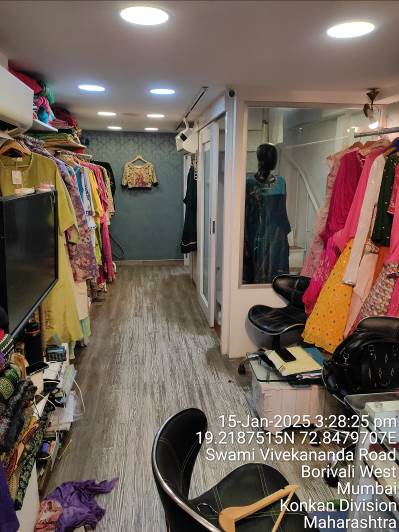 15-Jan-2025 3:28:25 pm
19.2187515N 72.8479707E
Swami Vivekananda Road
Borivali West
Mumbai
Konkan Division
Maharashtra